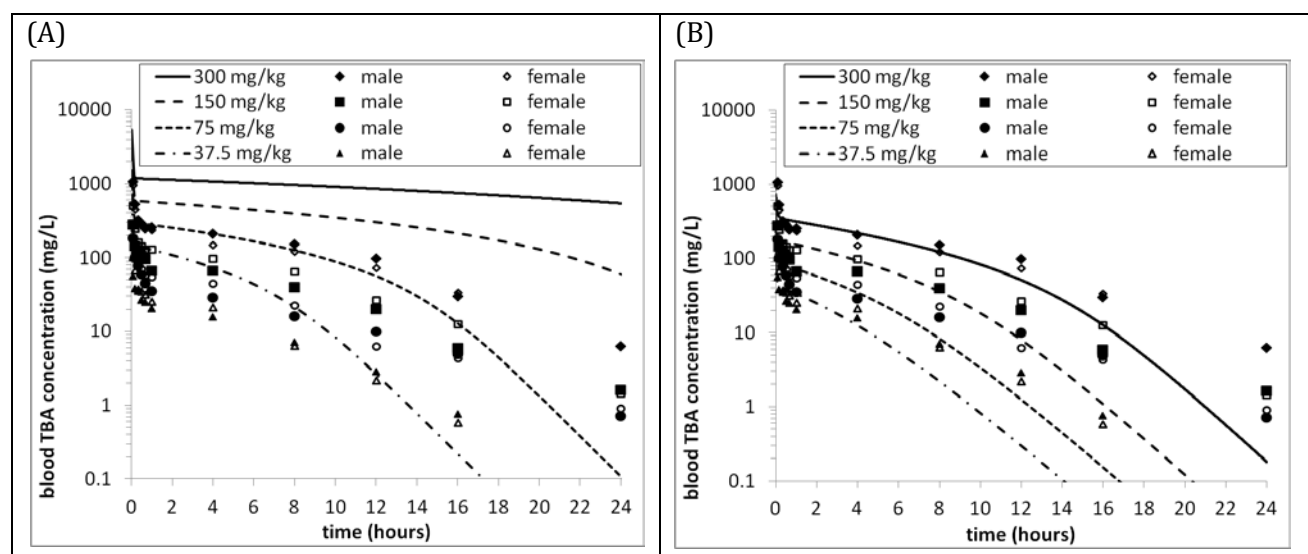 (A)
300 mg/kg male female
150 mg/kg male female
75 mg/kg male female
37.5 mg/kg male female
10000
1000
100
10
1
0.1
blood TBA concentration (mg/L)
0 2 4 6 8 10 12 14 16 18 20 22 24
time (hours)
(B)
300 mg/kg male female
150 mg/kg male female
75 mg/kg male female
37.5 mg/kg male female
10000
1000
100
10
1
0.1
blood TBA concentration (mg/L)
0 2 4 6 8 10 12 14 16 18 20 22 24
time (hours)